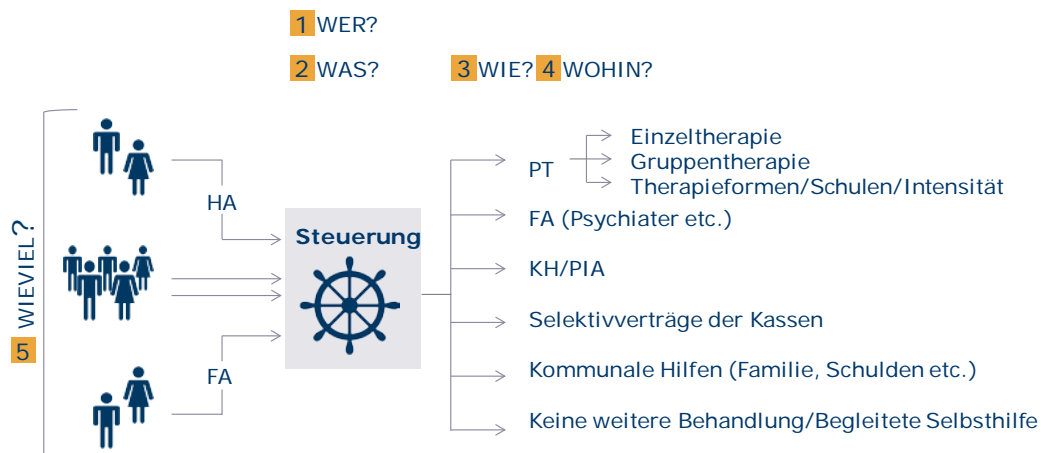 1 WER?
2 WAS?
3 WIE? 4 WOHIN?
5 WIEVIEL?
HA
FA
Steuerung
PT
Einzeltherapie
Gruppentherapie
Therapieformen/Schulen/Intensität
FA (Psychiater etc.)
KH/PIA
Selektivverträge der Kassen
Kommunale Hilfen (Familie, Schulden etc.)
Keine weitere Behandlung/Begleitete Selbsthilfe